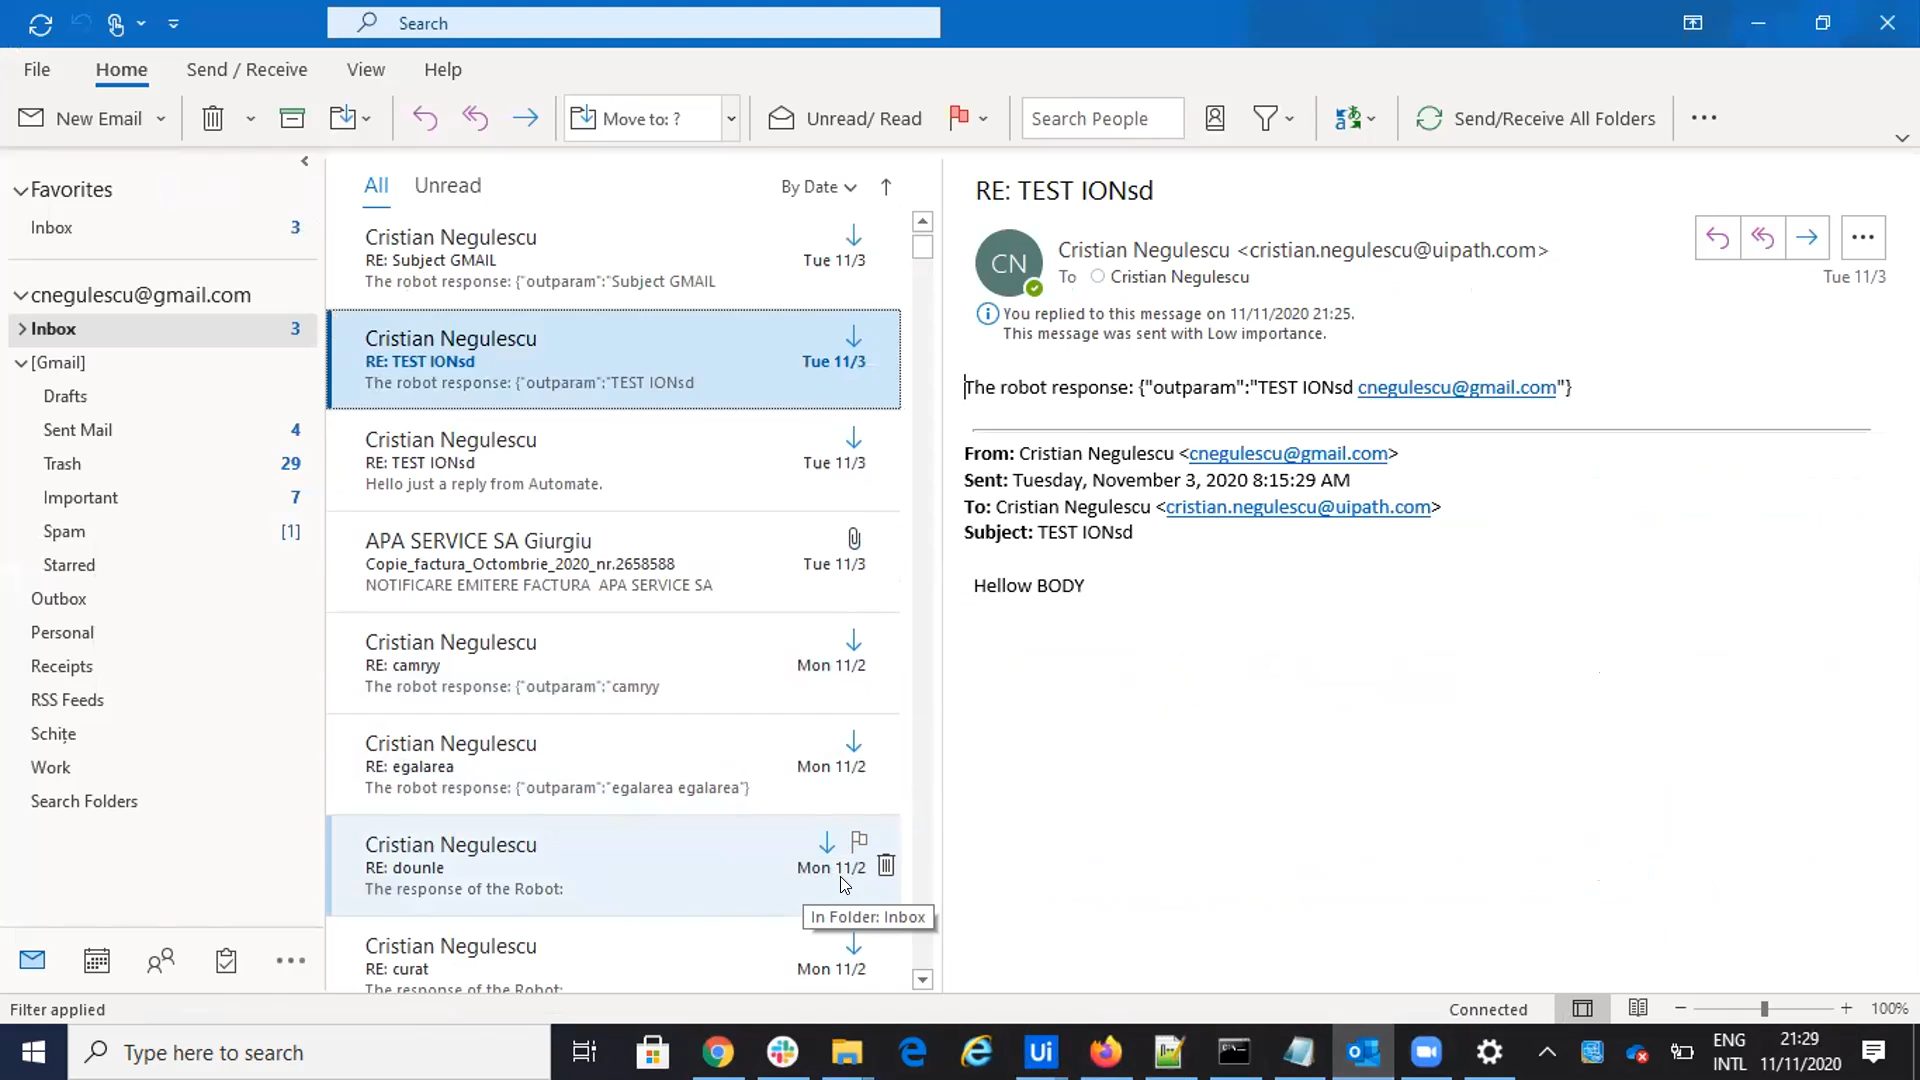 Search
File
Home
Send / Receive
View
Help
New Email
Move to: ?
Unread/ Read
Search People
Send/Receive All Folders
Favorites
Inbox 3
cnegulescu@gmail.com
Inbox 3
[Gmail]
Drafts
Sent Mail 4
Trash 29
Important 7
Spam [1]
Starred
Outbox
Personal
Receipts
RSS Feeds
Schițe
Work
Search Folders
All
Unread
By Date
Cristian Negulescu
RE: Subject GMAIL Tue 11/3
The robot response: {"outparam":"Subject GMAIL
Cristian Negulescu
RE: TEST IONsd Tue 11/3
The robot response: {"outparam":"TEST IONsd
Cristian Negulescu
RE: TEST IONsd Tue 11/3
Hello just a reply from Automate.
APA SERVICE SA Giurgiu
Copie_factura_Octombrie_2020_nr.2658588 Tue 11/3
NOTIFICARE EMITERE FACTURA APA SERVICE SA
Cristian Negulescu
RE: camryy Mon 11/2
The robot response: {"outparam":"camryy
Cristian Negulescu
RE: egalarea Mon 11/2
The robot response: {"outparam":"egalarea egalarea"}
Cristian Negulescu
RE: dounle Mon 11/2
The response of the Robot:
In Folder: Inbox
Cristian Negulescu
RE: curat Mon 11/2
The response of the Robot:
RE: TEST IONsd
CN
Cristian Negulescu <cristian.negulescu@uipath.com>
To Cristian Negulescu Tue 11/3
You replied to this message on 11/11/2020 21:25.
This message was sent with Low importance.
The robot response: {"outparam":"TEST IONsd cnegulescu@gmail.com"}
From: Cristian Negulescu <cnegulescu@gmail.com>
Sent: Tuesday, November 3, 2020 8:15:29 AM
To: Cristian Negulescu <cristian.negulescu@uipath.com>
Subject: TEST IONsd
Hellow BODY
Filter applied
Connected
100%
Type here to search
Ui
ENG
INTL
21:29
11/11/2020